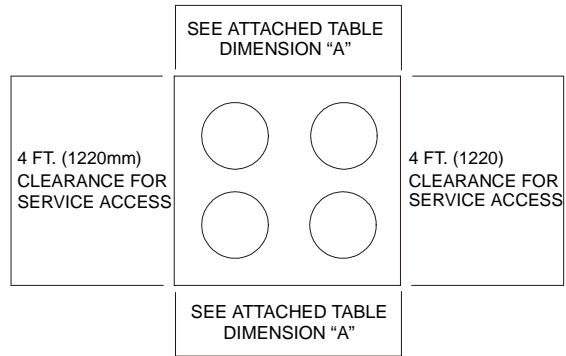 SEE ATTACHED TABLE
DIMENSION “A”
4 FT. (1220mm)
CLEARANCE FOR
SERVICE ACCESS
4 FT. (1220)
CLEARANCE FOR
SERVICE ACCESS
SEE ATTACHED TABLE
DIMENSION “A”